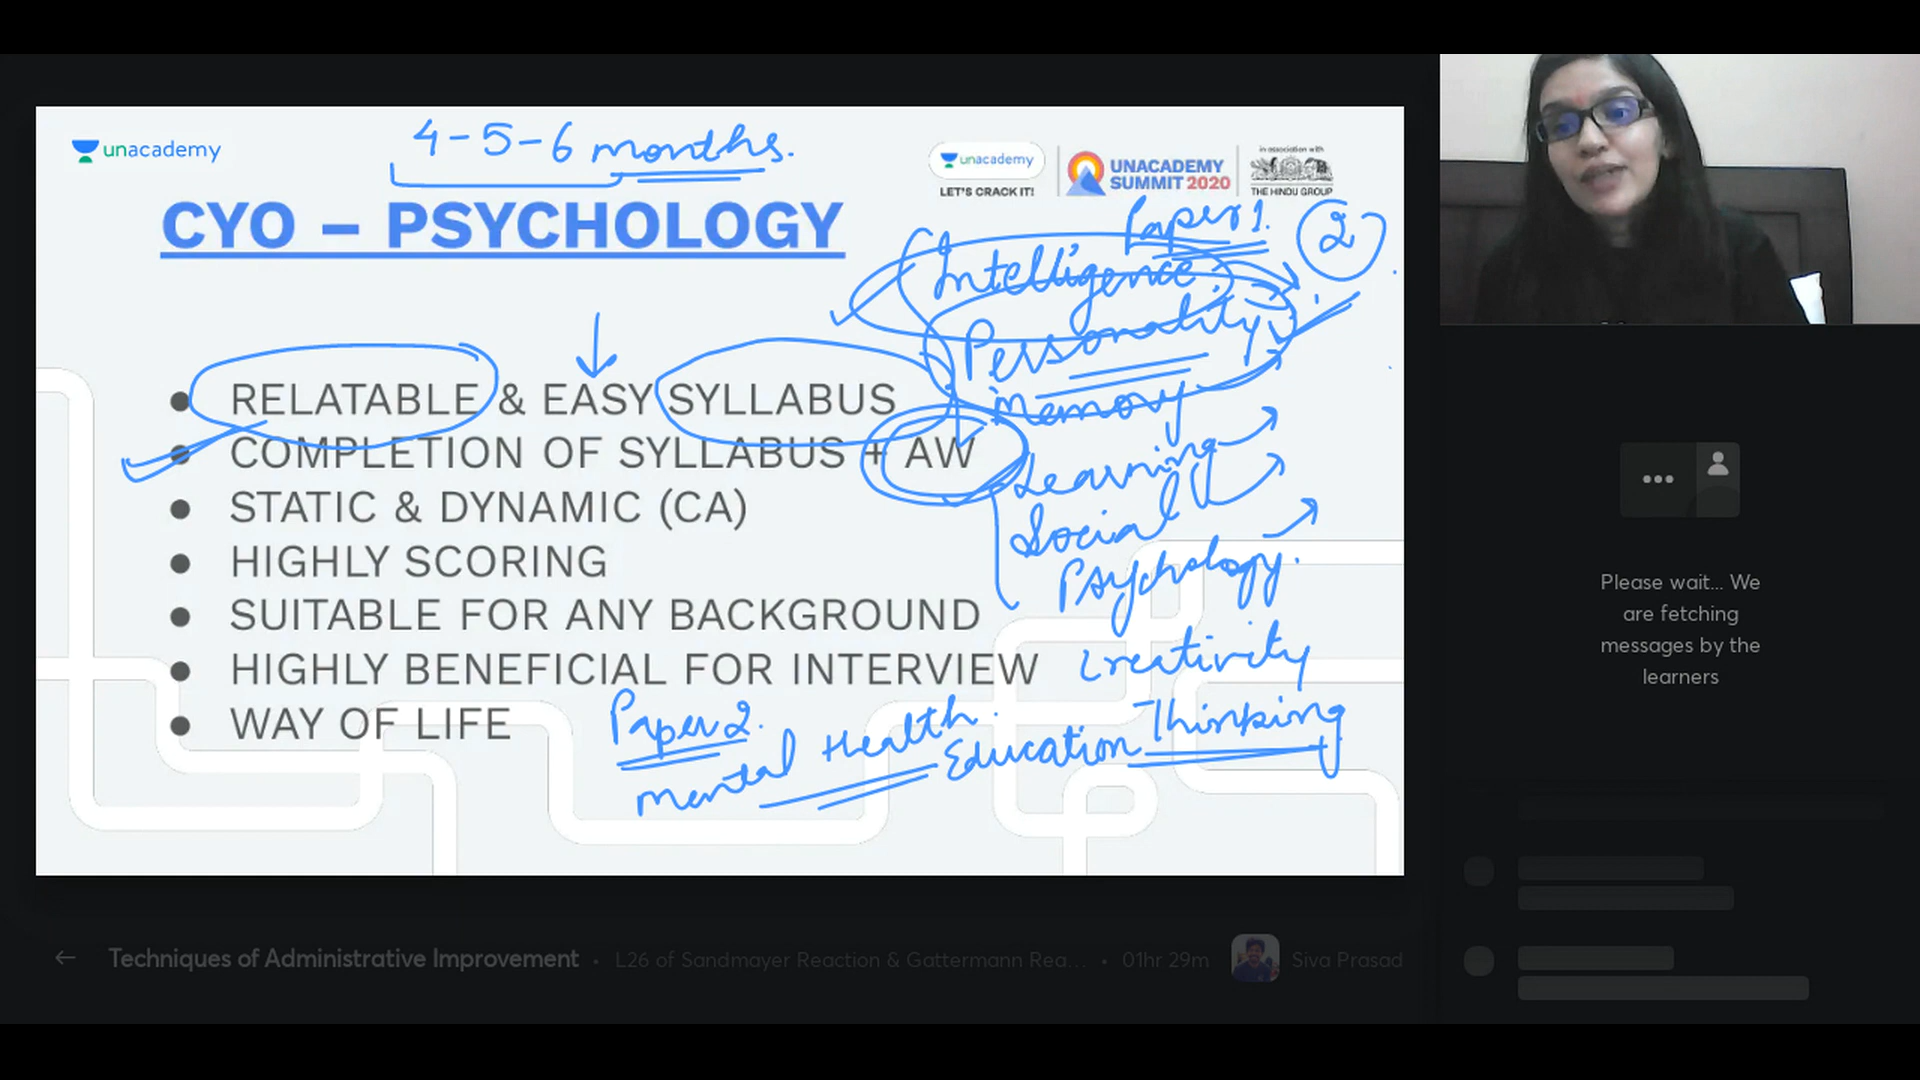 4-5-6 months.
unacademy
unacademy
LET'S CRACK IT!
UNACADEMY
SUMMIT 2020
in association with
THE HINDU GROUP
CYO – PSYCHOLOGY
Paper 1.
2
Intelligence
Personality
Memory
Learning
Social
Psychology.
Creativity
Thinking
• RELATABLE & EASY SYLLABUS
• COMPLETION OF SYLLABUS + AW
• STATIC & DYNAMIC (CA)
• HIGHLY SCORING
• SUITABLE FOR ANY BACKGROUND
• HIGHLY BENEFICIAL FOR INTERVIEW
• WAY OF LIFE
Paper 2.
Mental Health.
Education
Please wait... We
are fetching
messages by the
learners
Techniques of Administrative Improvement • L26 of Sandmayer Reaction & Gattermann Rea... • 01hr 29m Siva Prasad